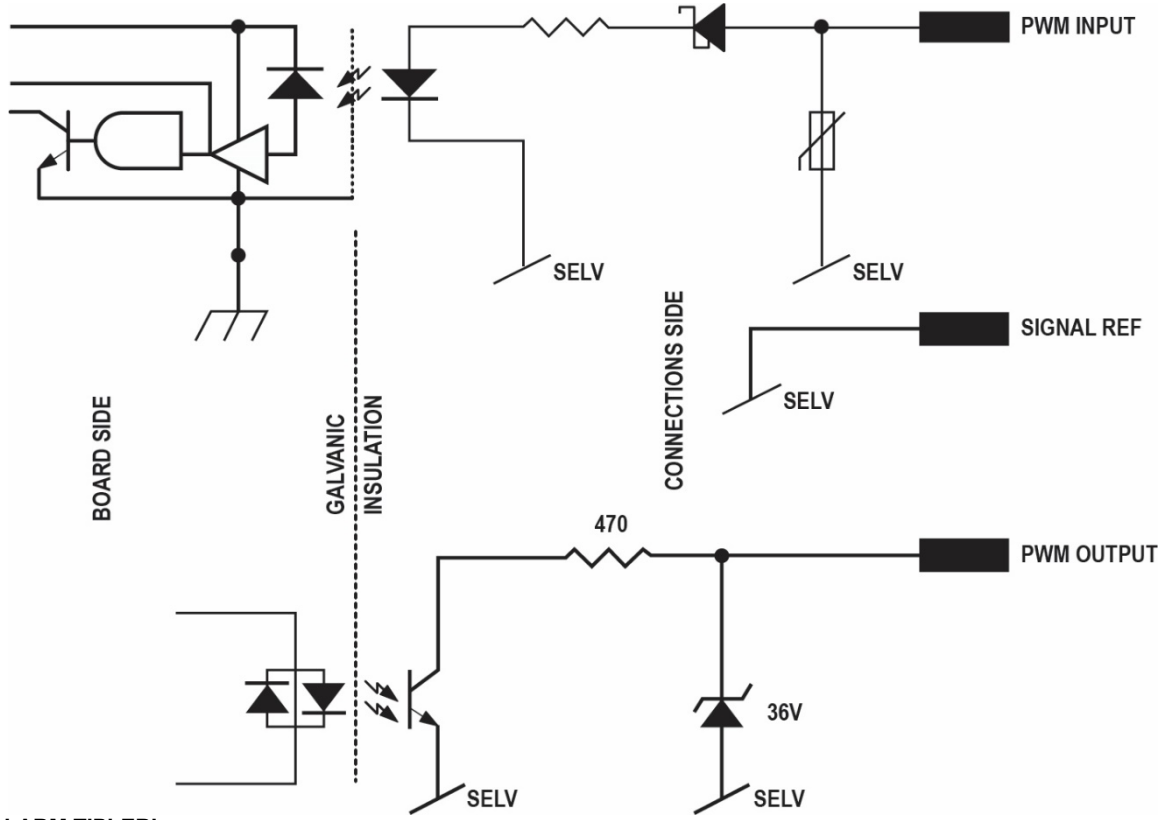 PWM INPUT
SELV
SELV
SIGNAL REF
SELV
BOARD SIDE
GALVANIC
INSULATION
CONNECTIONS SIDE
470
PWM OUTPUT
36V
SELV
SELV